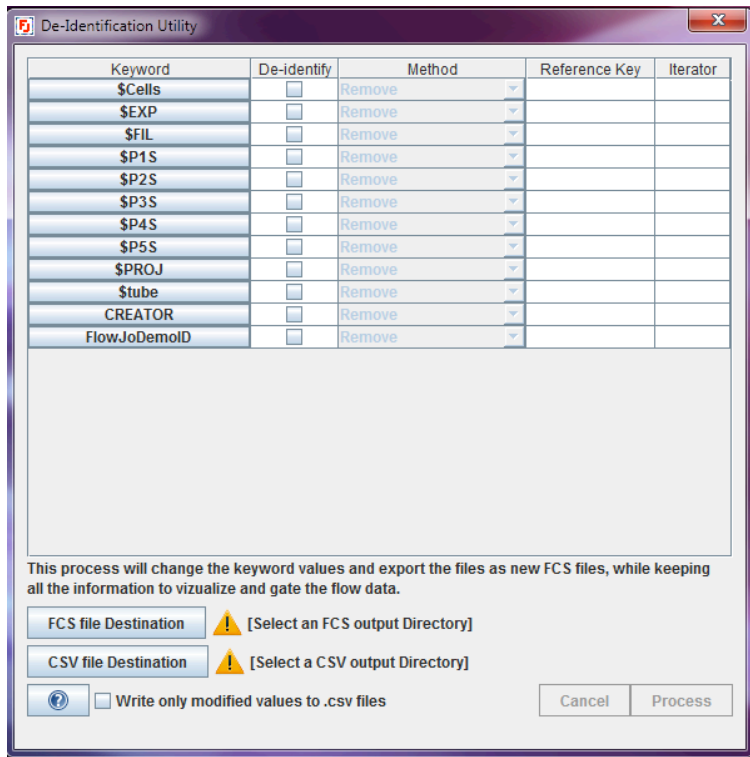 De-Identification Utility
Keyword De-identify Method Reference Key Iterator
$Cells Remove
$EXP Remove
$FIL Remove
$P1S Remove
$P2S Remove
$P3S Remove
$P4S Remove
$P5S Remove
$PROJ Remove
$tube Remove
CREATOR Remove
FlowJoDemoID Remove
This process will change the keyword values and export the files as new FCS files, while keeping
all the information to vizualize and gate the flow data.
FCS file Destination [Select an FCS output Directory]
CSV file Destination [Select a CSV output Directory]
? Write only modified values to .csv files Cancel Process